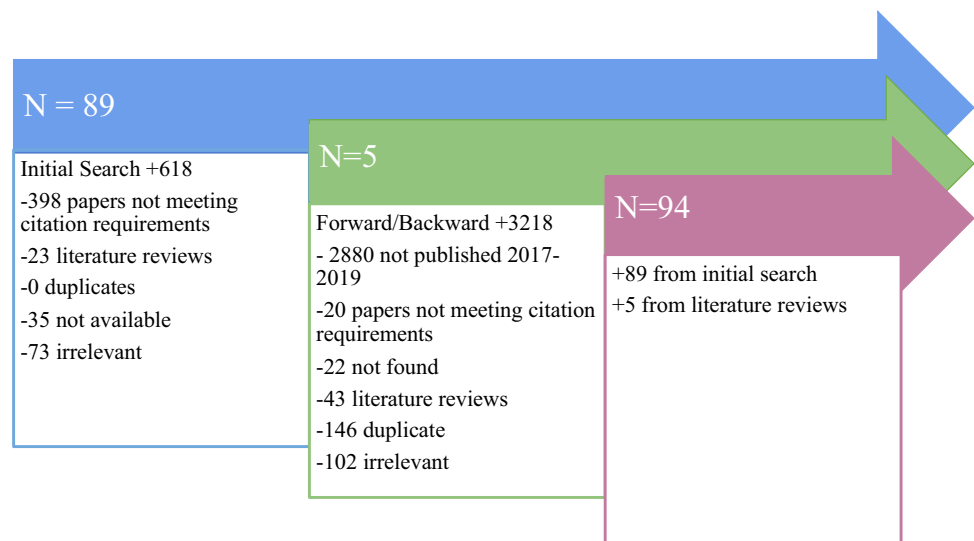 N = 89
Initial Search +618
-398 papers not meeting
citation requirements
-23 literature reviews
-0 duplicates
-35 not available
-73 irrelevant
N=5
Forward/Backward +3218
- 2880 not published 2017-
2019
-20 papers not meeting citation
requirements
-22 not found
-43 literature reviews
-146 duplicate
-102 irrelevant
N=94
+89 from initial search
+5 from literature reviews